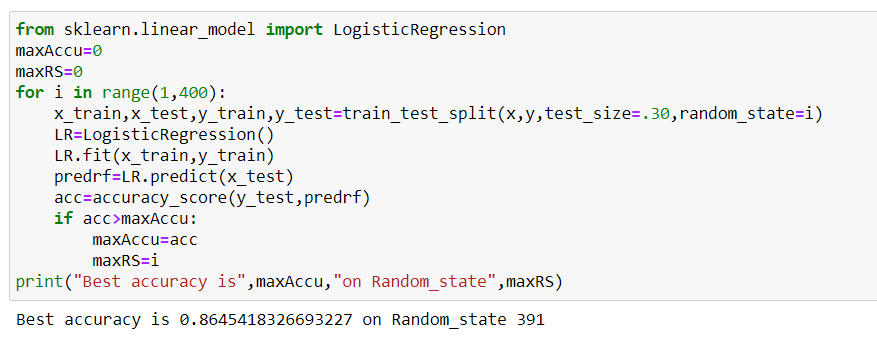 from sklearn.linear_model import LogisticRegression
maxAccu=0
maxRS=0
for i in range(1,400):
    x_train,x_test,y_train,y_test=train_test_split(x,y,test_size=.30,random_state=i)
    LR=LogisticRegression()
    LR.fit(x_train,y_train)
    predrf=LR.predict(x_test)
    acc=accuracy_score(y_test,predrf)
    if acc>maxAccu:
        maxAccu=acc
        maxRS=i
print("Best accuracy is",maxAccu,"on Random_state",maxRS)
Best accuracy is 0.8645418326693227 on Random_state 391